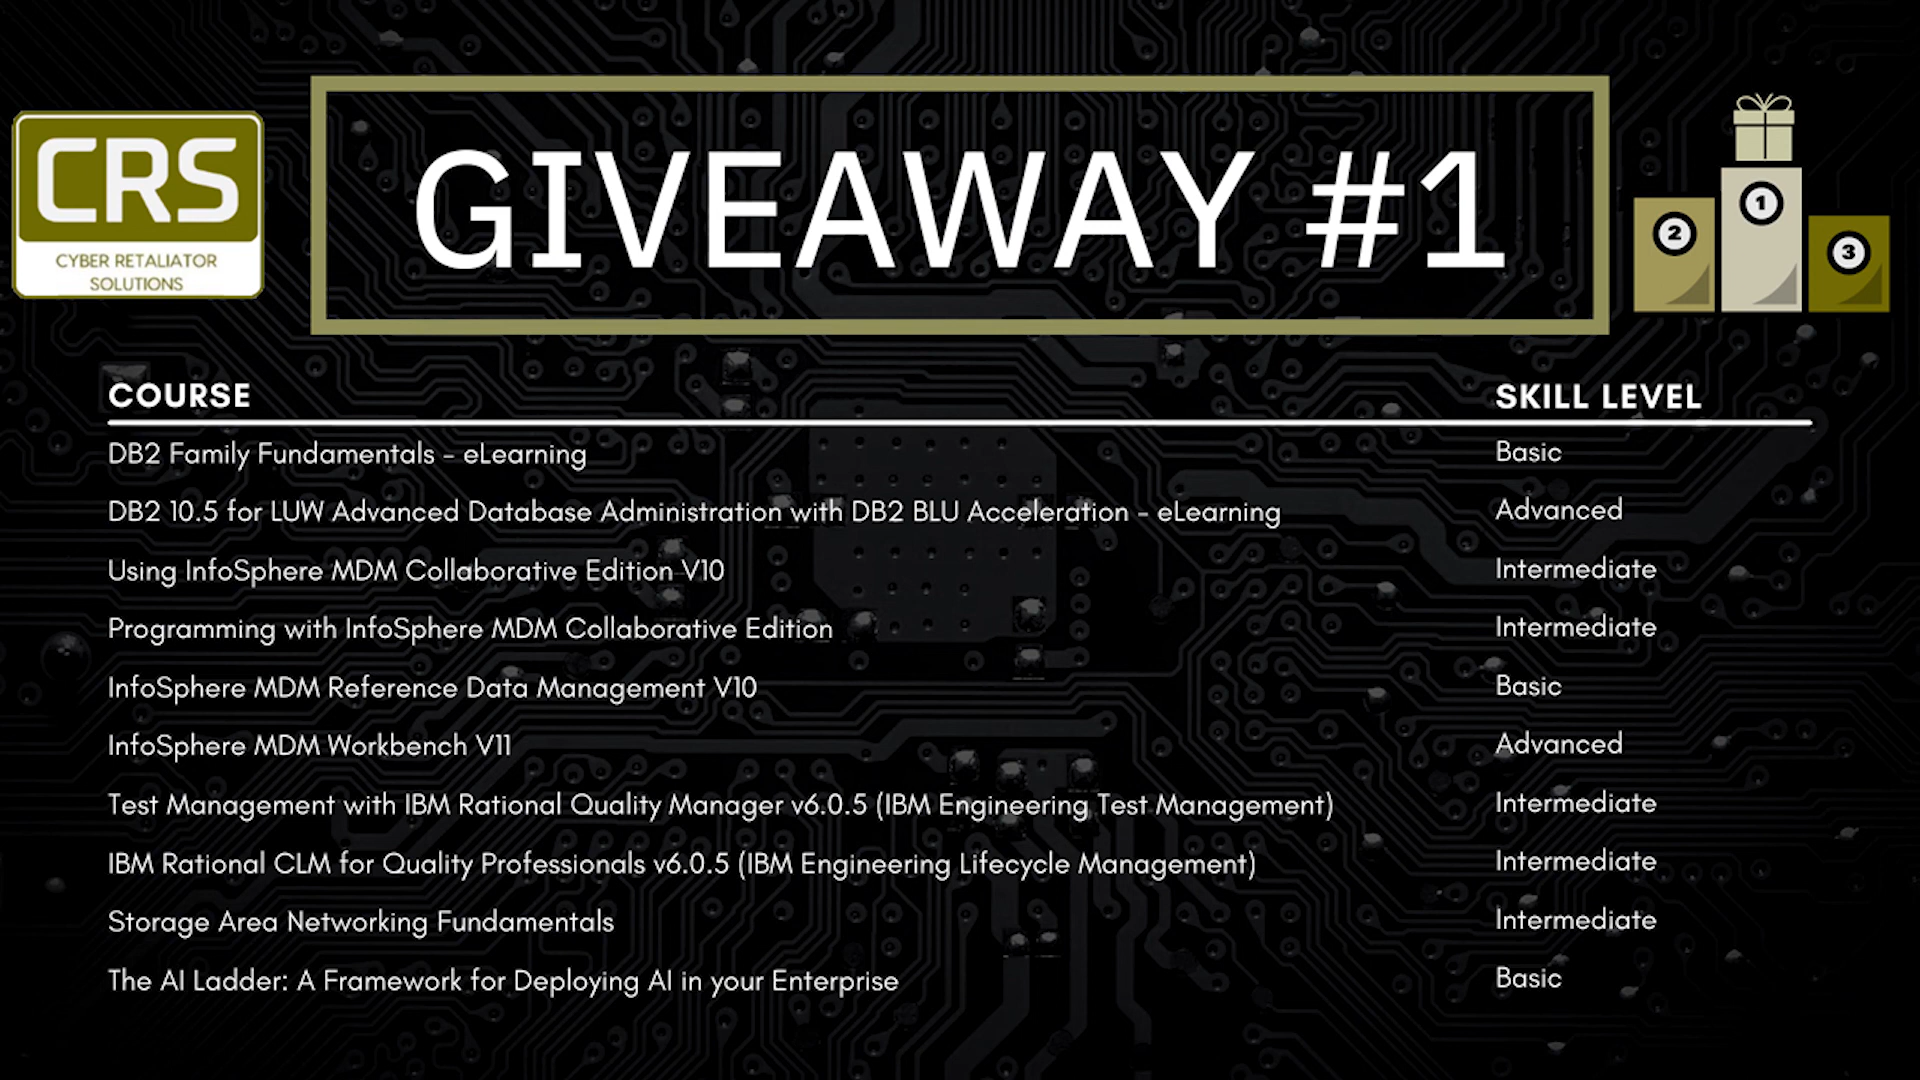 CRS
CYBER RETALIATOR
SOLUTIONS
GIVEAWAY #1
2
1
3
COURSE SKILL LEVEL
DB2 Family Fundamentals - eLearning Basic
DB2 10.5 for LUW Advanced Database Administration with DB2 BLU Acceleration - eLearning Advanced
Using InfoSphere MDM Collaborative Edition V10 Intermediate
Programming with InfoSphere MDM Collaborative Edition Intermediate
InfoSphere MDM Reference Data Management V10 Basic
InfoSphere MDM Workbench V11 Advanced
Test Management with IBM Rational Quality Manager v6.0.5 (IBM Engineering Test Management) Intermediate
IBM Rational CLM for Quality Professionals v6.0.5 (IBM Engineering Lifecycle Management) Intermediate
Storage Area Networking Fundamentals Intermediate
The AI Ladder: A Framework for Deploying AI in your Enterprise Basic